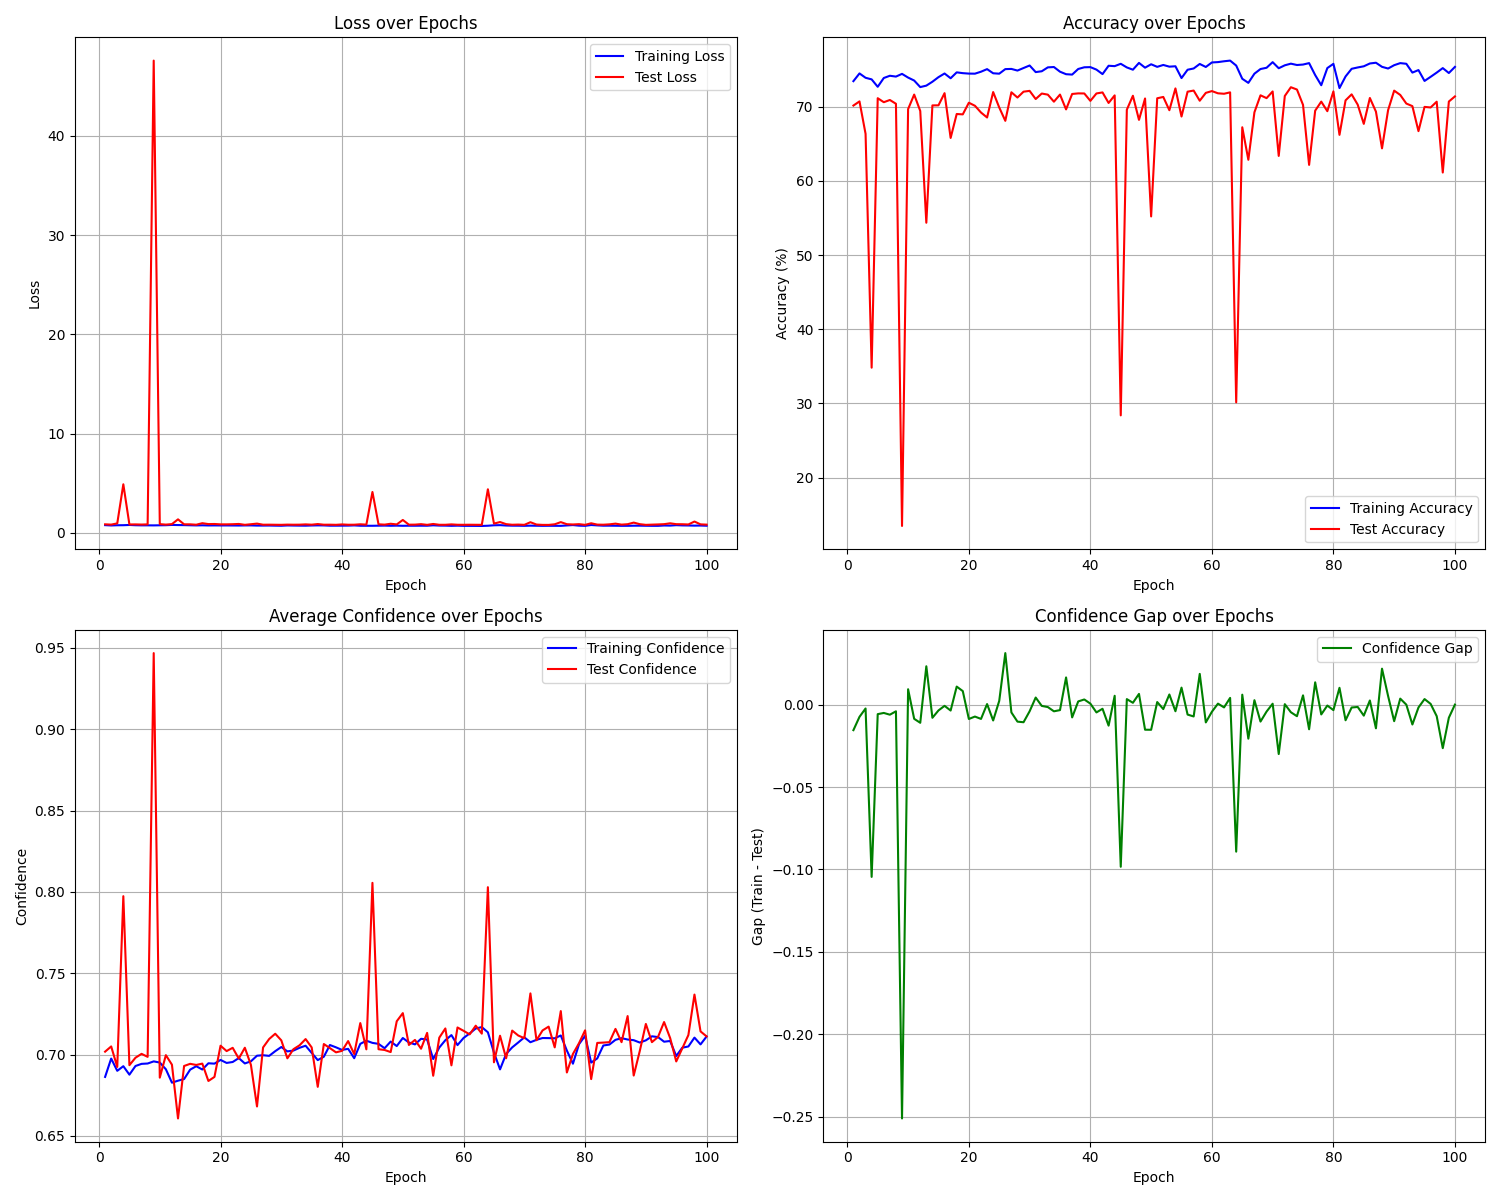 Loss over Epochs
Training Loss
Test Loss
Loss
40
30
20
10
0
0 20 40 60 80 100
Epoch
Accuracy over Epochs
Training Accuracy
Test Accuracy
Accuracy (%)
70
60
50
40
30
20
0 20 40 60 80 100
Epoch
Average Confidence over Epochs
Training Confidence
Test Confidence
Confidence
0.95
0.90
0.85
0.80
0.75
0.70
0.65
0 20 40 60 80 100
Epoch
Confidence Gap over Epochs
Confidence Gap
Gap (Train - Test)
0.00
−0.05
−0.10
−0.15
−0.20
−0.25
0 20 40 60 80 100
Epoch